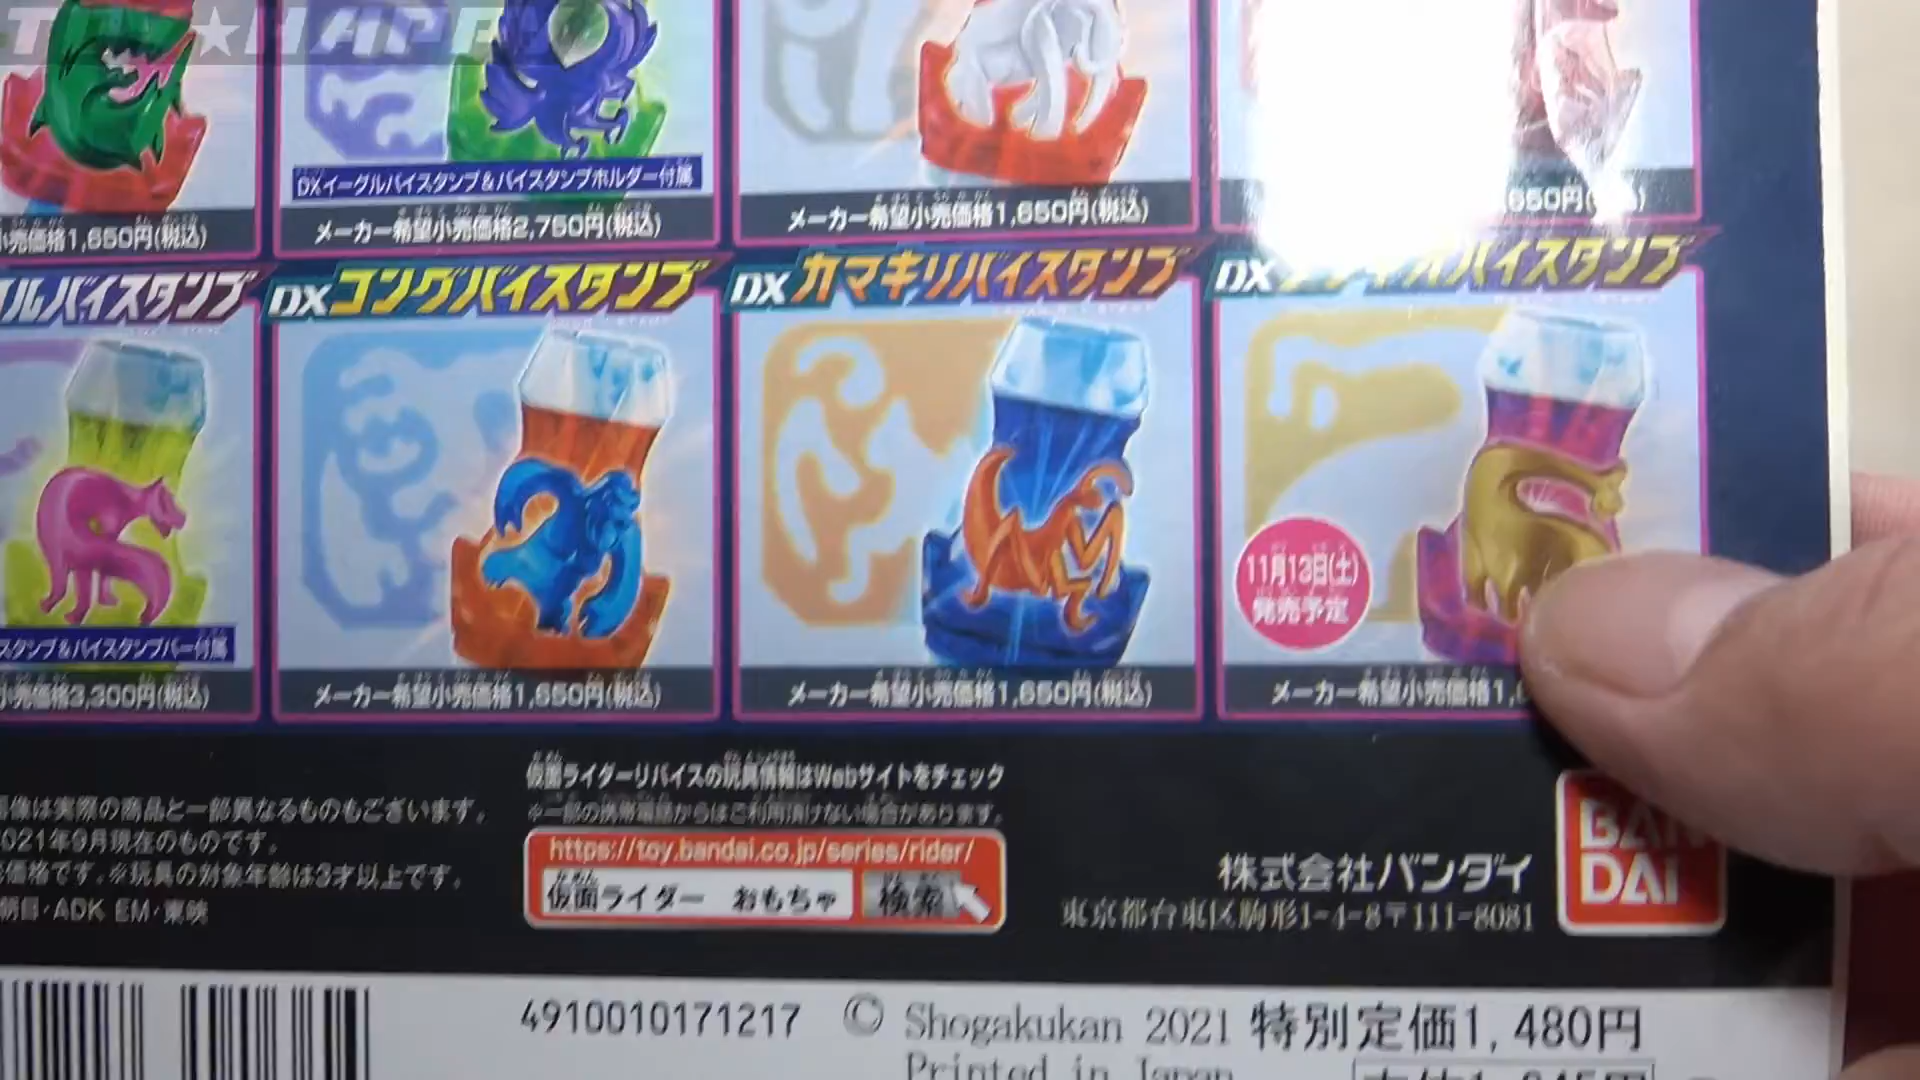 DXイーグルバイスタンプ&バイスタンプホルダー付属
小売価格1,650円(税込)
メーカー希望小売価格2,750円(税込)
メーカー希望小売価格1,650円(税込)
650円(税込)
ルバイスタンプ
DXコングバイスタンプ
DXカマキリバイスタンプ
DX バイスタンプ
11月13日(土)
発売予定
スタンプ&バイスタンプバー付属
小売価格3,300円(税込)
メーカー希望小売価格1,650円(税込)
メーカー希望小売価格1,650円(税込)
メーカー希望小売価格1,6
仮面ライダーリバイスの玩具情報はWebサイトをチェック
※一部の携帯電話からはご利用頂けない場合があります。
https://toy.bandai.co.jp/series/rider/
仮面ライダー おもちゃ 検索
画像は実際の商品と一部異なるものもございます。
2021年9月現在のものです。
価格です。※玩具の対象年齢は3才以上です。
朝日・ADK EM・東映
株式会社バンダイ
東京都台東区駒形1-4-8〒111-8081
BANDAI
4910010171217
© Shogakukan 2021 特別定価1,480円
Printed in Japan